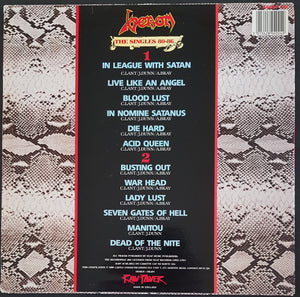 Venom
THE SINGLES 80-86
1
IN LEAGUE WITH SATAN
C.LANT/J.DUNN/A.BRAY
LIVE LIKE AN ANGEL
C.LANT/J.DUNN/A.BRAY
BLOOD LUST
C.LANT/J.DUNN/A.BRAY
IN NOMINE SATANUS
C.LANT/J.DUNN/A.BRAY
DIE HARD
C.LANT/J.DUNN/A.BRAY
ACID QUEEN
C.LANT/J.DUNN/A.BRAY
2
BUSTING OUT
C.LANT/J.DUNN/A.BRAY
WAR HEAD
C.LANT/J.DUNN/A.BRAY
LADY LUST
C.LANT/J.DUNN/A.BRAY
SEVEN GATES OF HELL
C.LANT/J.DUNN/A.BRAY
MANITOU
C.LANT/J.DUNN
DEAD OF THE NITE
C.LANT/J.DUNN
RAW POWER
MADE IN ENGLAND